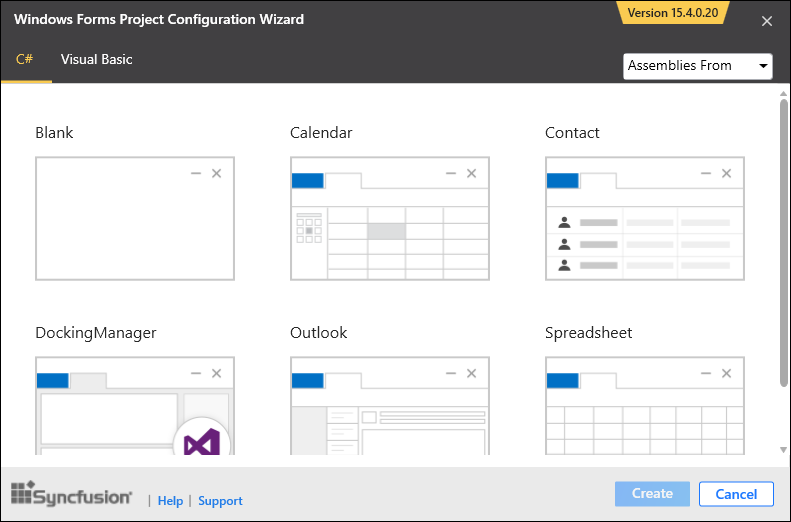 Windows Forms Project Configuration Wizard
Version 15.4.0.20
C# Visual Basic
Assemblies From
Blank Calendar Contact
DockingManager Outlook Spreadsheet
Syncfusion | Help | Support
Create Cancel